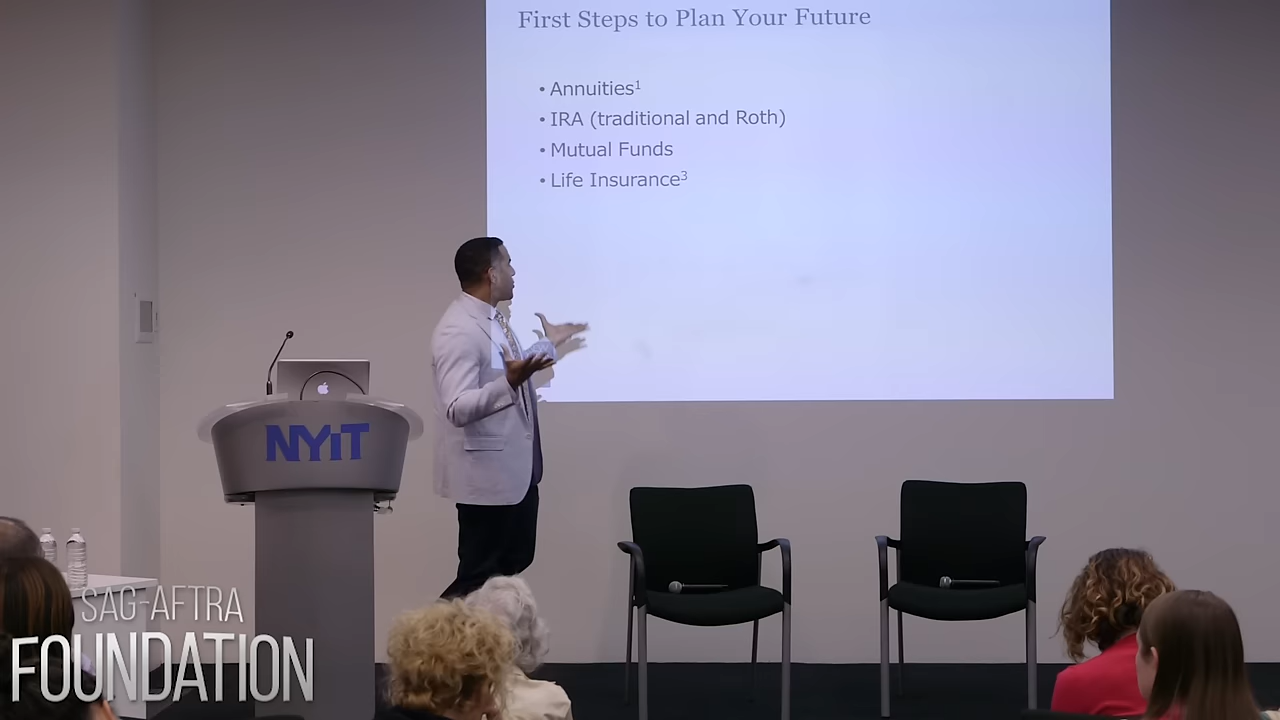 First Steps to Plan Your Future
• Annuities¹
• IRA (traditional and Roth)
• Mutual Funds
• Life Insurance³
NYiT
SAG-AFTRA
FOUNDATION